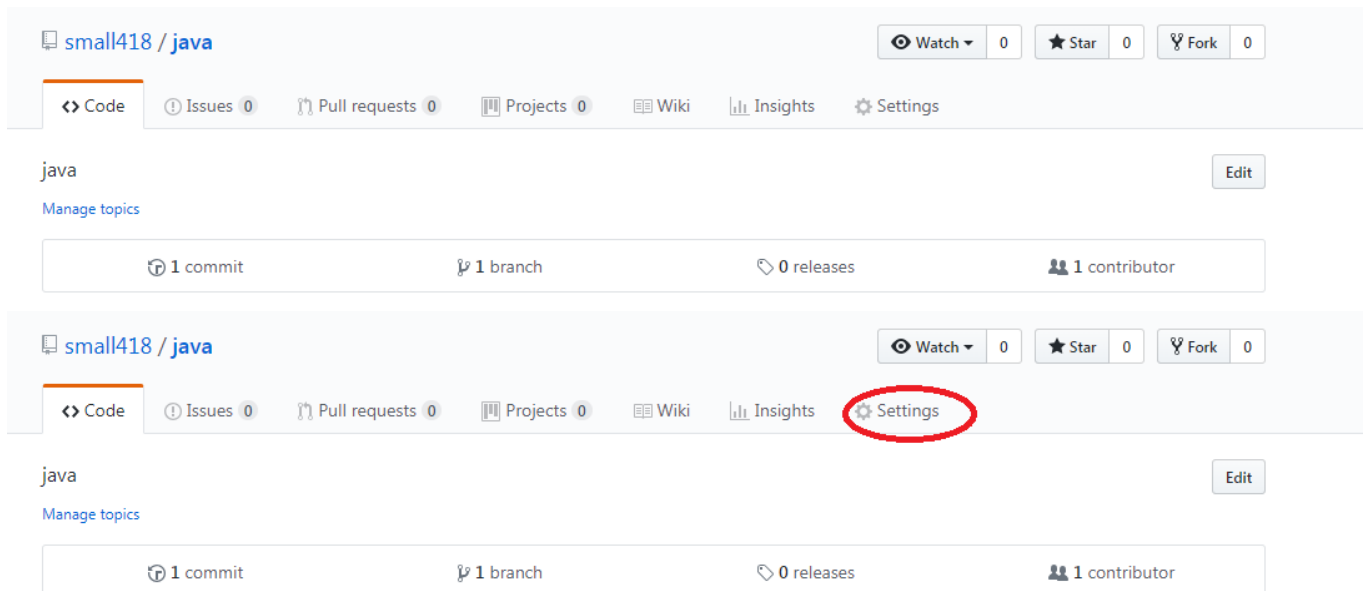 small418 / java Watch 0 Star 0 Fork 0
Code Issues 0 Pull requests 0 Projects 0 Wiki Insights Settings
java Edit
Manage topics
1 commit 1 branch 0 releases 1 contributor
small418 / java Watch 0 Star 0 Fork 0
Code Issues 0 Pull requests 0 Projects 0 Wiki Insights Settings
java Edit
Manage topics
1 commit 1 branch 0 releases 1 contributor